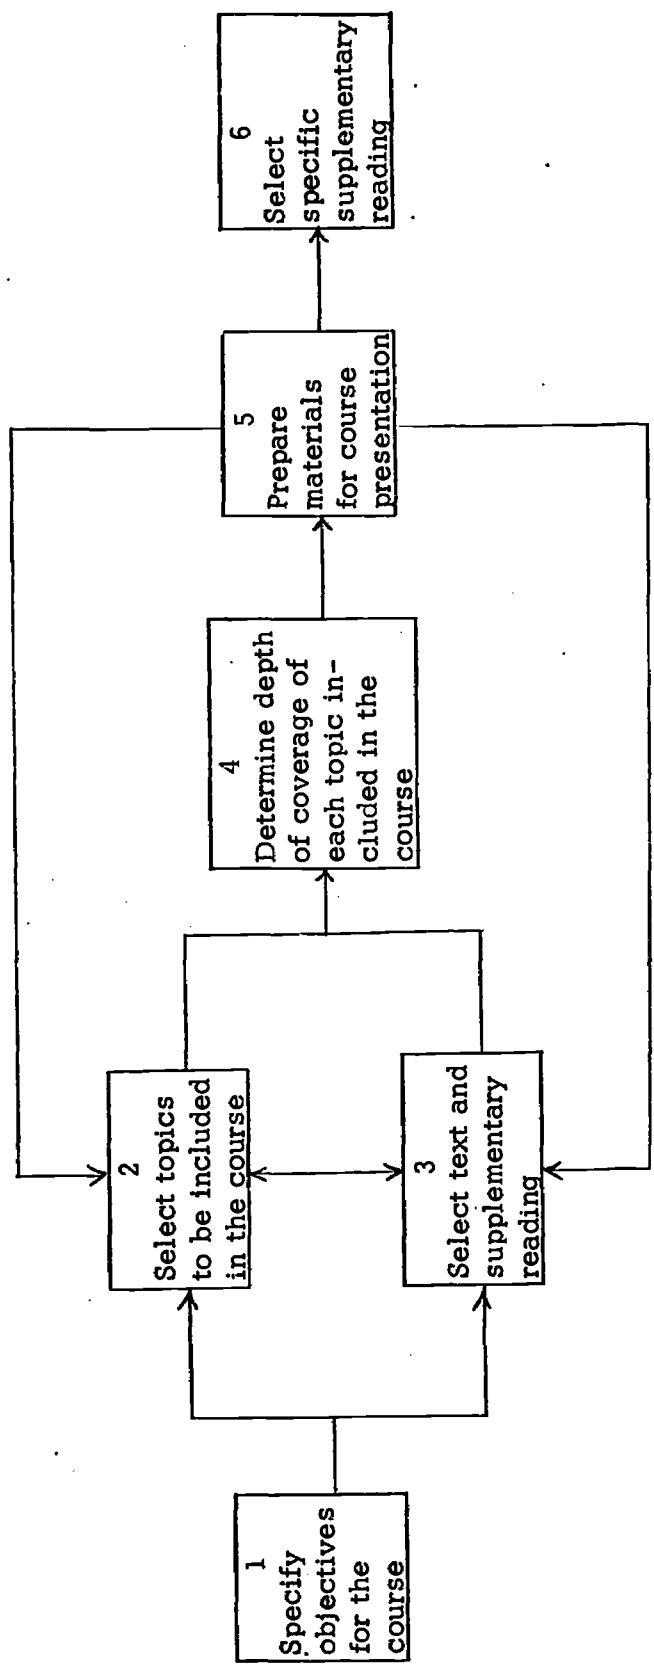 1
Specify
objectives
for the
course
2
Select topics
to be included
in the course
3
Select text and
supplementary
reading
4
Determine depth
of coverage of
each topic in-
cluded in the
course
5
Prepare
materials
for course
presentation
6
Select
specific
supplementary
reading